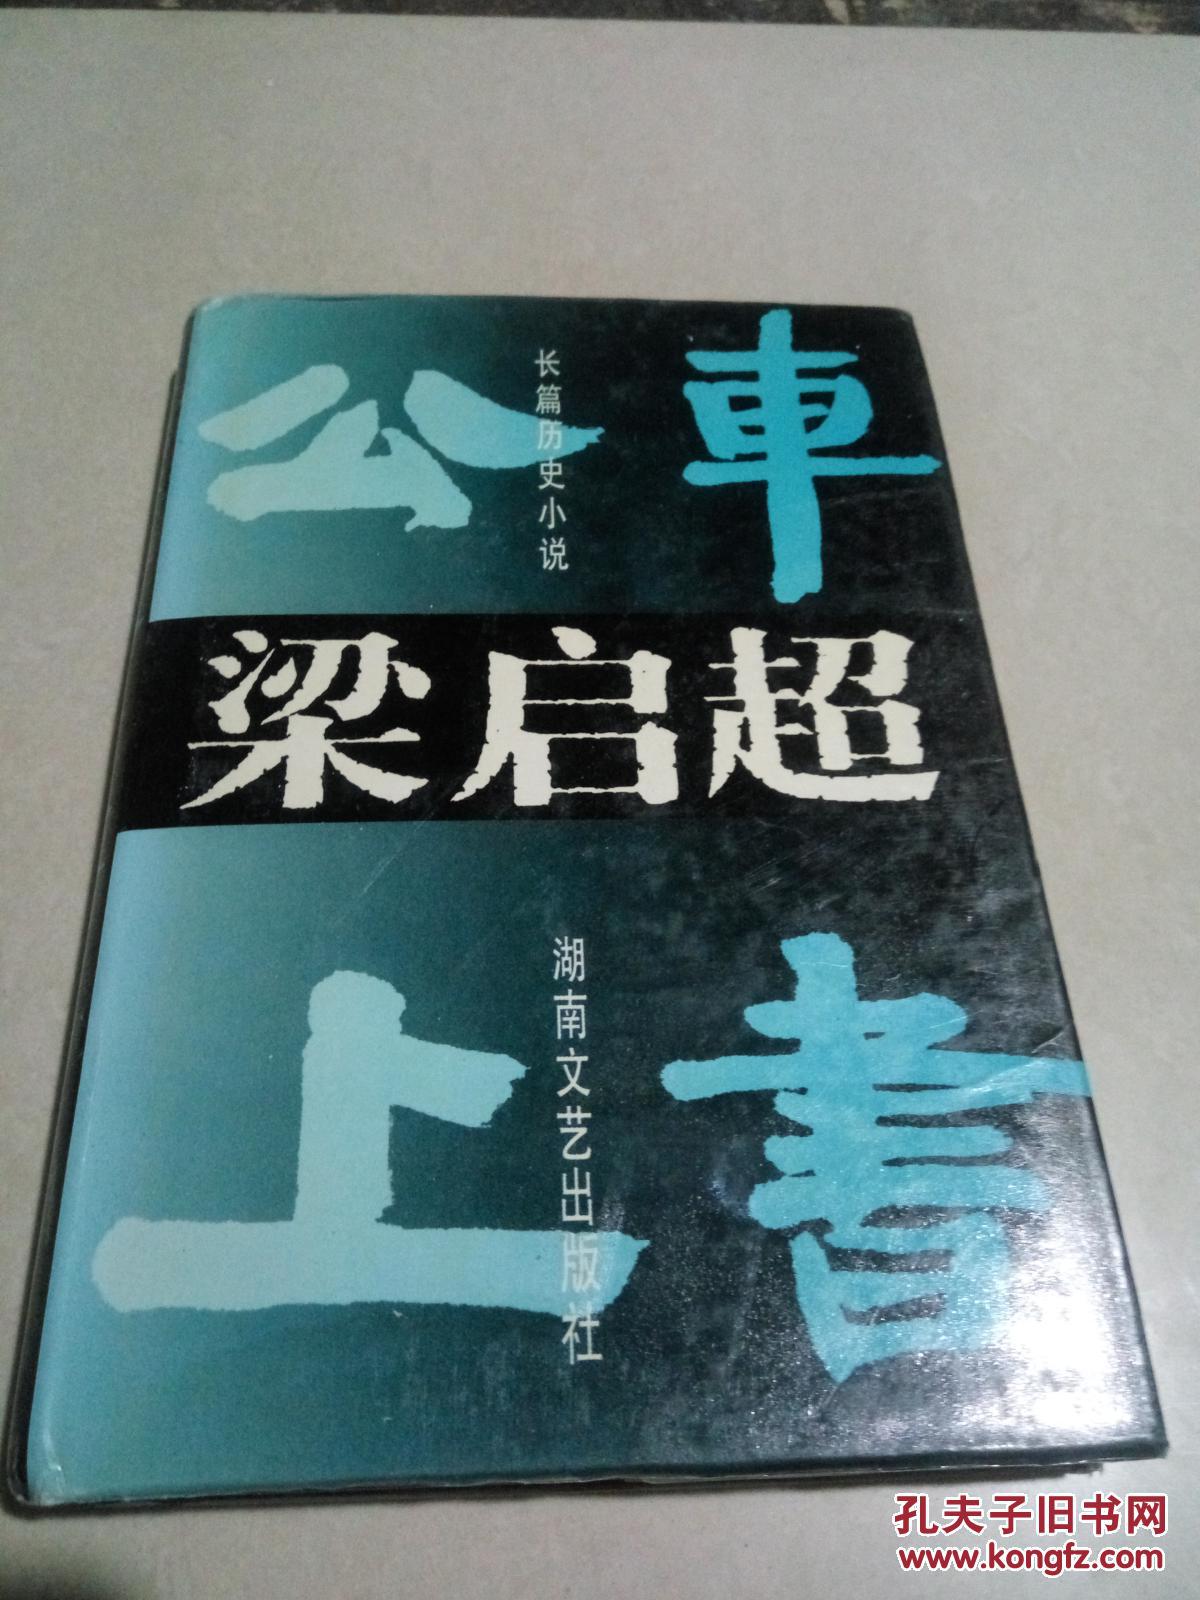 公車
长篇历史小说
梁启超
上書
湖南文艺出版社
孔夫子旧书网
www.kongfz.com